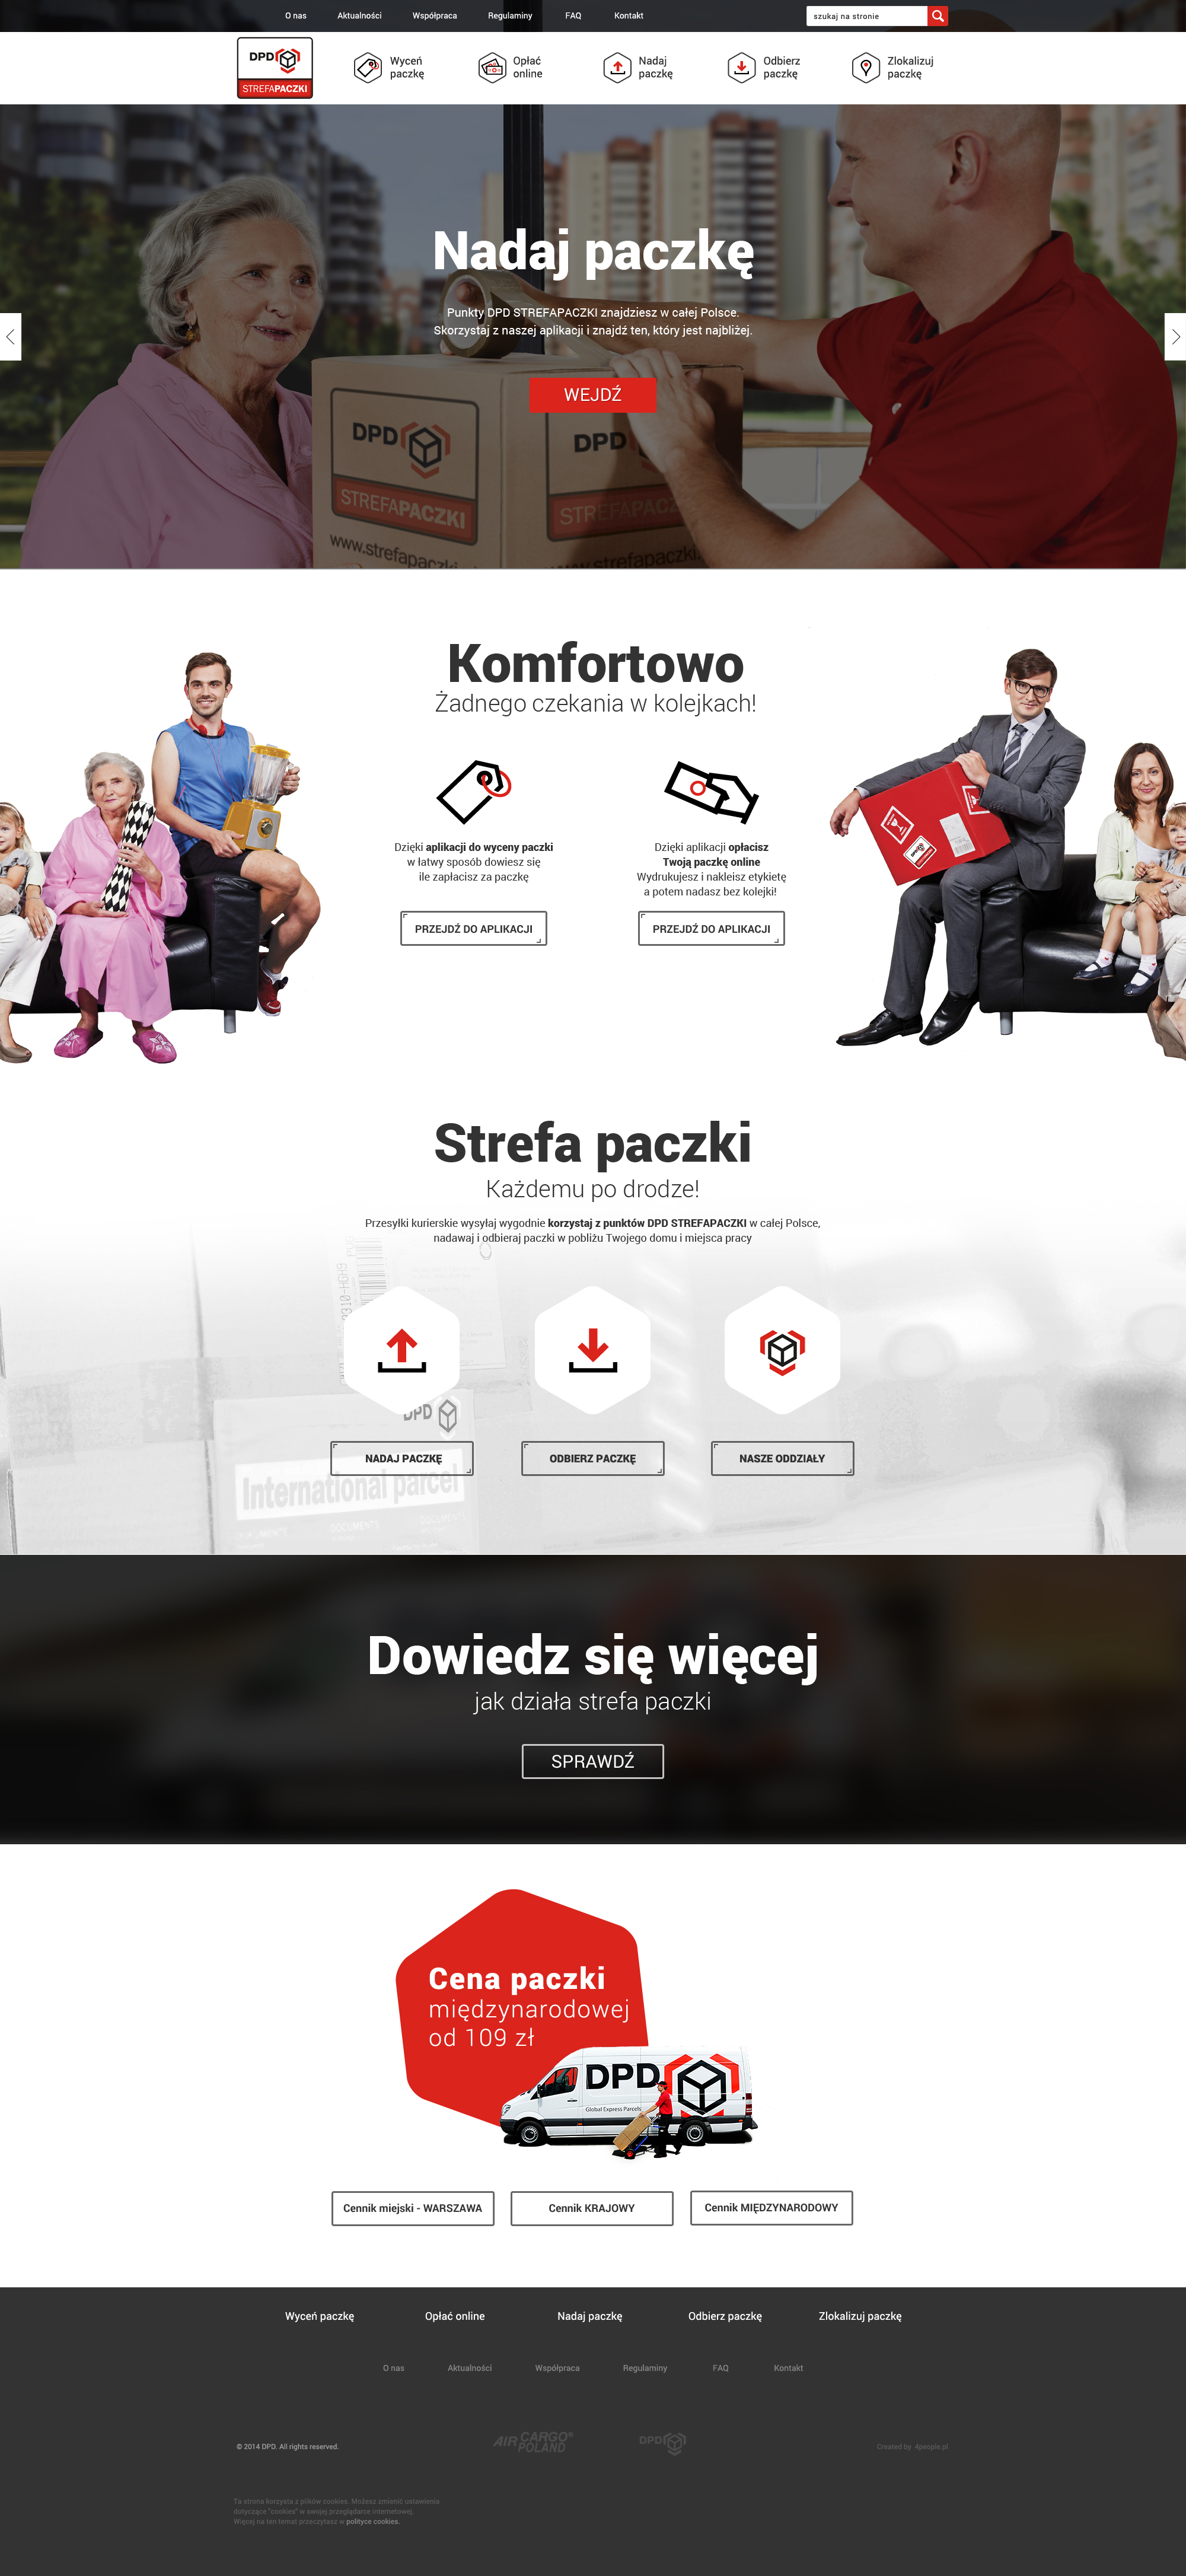 O nas Aktualności Współpraca Regulaminy FAQ Kontakt szukaj na stronie
DPD
STREFAPACZKI
Wyceń
paczkę
Opłać
online
Nadaj
paczkę
Odbierz
paczkę
Zlokalizuj
paczkę
Nadaj paczkę
Punkty DPD STREFAPACZKI znajdziesz w całej Polsce.
Skorzystaj z naszej aplikacji i znajdź ten, który jest najbliżej.
WEJDŹ
DPD
STREFAPACZKI
www.strefapaczki.
DPD
STREFAPACZKI
www.strefapaczki.
Komfortowo
Żadnego czekania w kolejkach!
Dzięki aplikacji do wyceny paczki
w łatwy sposób dowiesz się
ile zapłacisz za paczkę
PRZEJDŹ DO APLIKACJI
Dzięki aplikacji opłacisz
Twoją paczkę online
Wydrukujesz i nakleisz etykietę
a potem nadasz bez kolejki!
PRZEJDŹ DO APLIKACJI
Strefa paczki
Każdemu po drodze!
Przesyłki kurierskie wysyłaj wygodnie korzystaj z punktów DPD STREFAPACZKI w całej Polsce,
nadawaj i odbieraj paczki w pobliżu Twojego domu i miejsca pracy
DPD
NADAJ PACZKĘ
ODBIERZ PACZKĘ
NASZE ODDZIAŁY
International parcel
DOCUMENTS
Dowiedz się więcej
jak działa strefa paczki
SPRAWDŹ
Cena paczki
międzynarodowej
od 109 zł
DPD
Global Express Parcels
Cennik miejski - WARSZAWA
Cennik KRAJOWY
Cennik MIĘDZYNARODOWY
Wyceń paczkę Opłać online Nadaj paczkę Odbierz paczkę Zlokalizuj paczkę
O nas Aktualności Współpraca Regulaminy FAQ Kontakt
© 2014 DPD. All rights reserved.
AIR CARGO®
POLAND
DPD
Created by 4people.pl
Ta strona korzysta z plików cookies. Możesz zmienić ustawienia
dotyczące "cookies" w swojej przeglądarce internetowej.
Więcej na ten temat przeczytasz w polityce cookies.